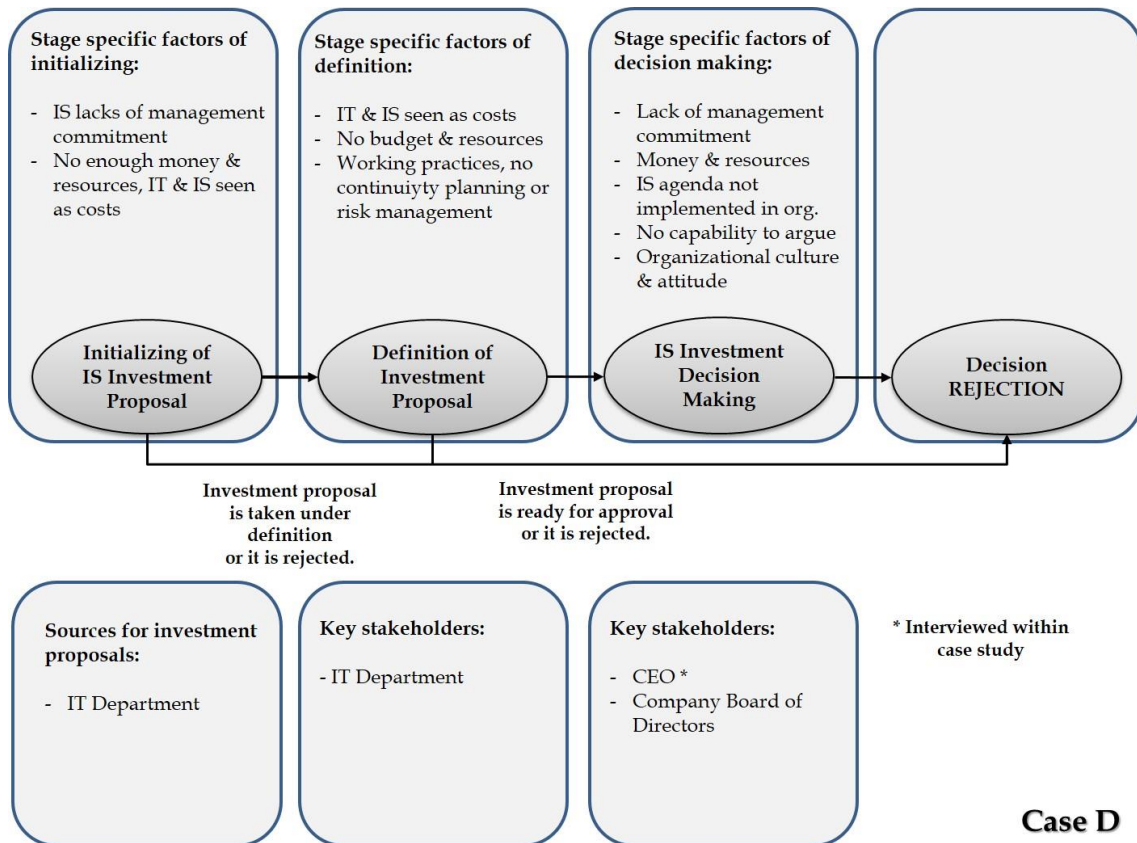 Stage specific factors of
initializing:
- IS lacks of management
commitment
- No enough money &
resources, IT & IS seen
as costs
Stage specific factors of
definition:
- IT & IS seen as costs
- No budget & resources
- Working practices, no
continuiyty planning or
risk management
Stage specific factors of
decision making:
- Lack of management
commitment
- Money & resources
- IS agenda not
implemented in org.
- No capability to argue
- Organizational culture
& attitude
Initializing of
IS Investment
Proposal
Definition of
Investment
Proposal
IS Investment
Decision
Making
Decision
REJECTION
Investment proposal
is taken under
definition
or it is rejected.
Investment proposal
is ready for approval
or it is rejected.
Sources for investment
proposals:
- IT Department
Key stakeholders:
- IT Department
Key stakeholders:
- CEO *
- Company Board of
Directors
* Interviewed within
case study
Case D